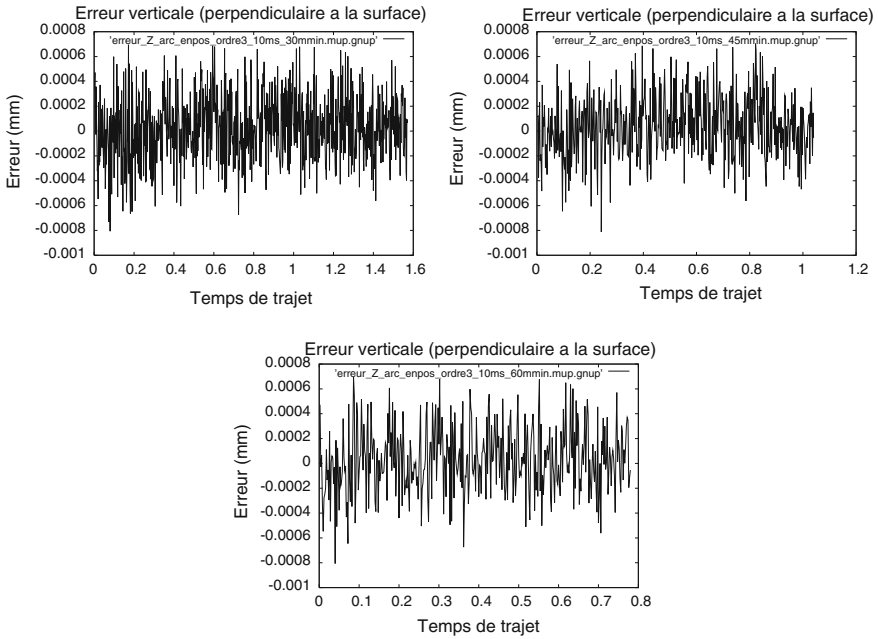 Erreur verticale (perpendiculaire a la surface)
'erreur_Z_arc_enpos_ordre3_10ms_30mmin.mup.gnup'
0.0008
0.0006
0.0004
0.0002
0
-0.0002
-0.0004
-0.0006
-0.0008
-0.001
Erreur (mm)
0 0.2 0.4 0.6 0.8 1 1.2 1.4 1.6
Temps de trajet
Erreur verticale (perpendiculaire a la surface)
'erreur_Z_arc_enpos_ordre3_10ms_45mmin.mup.gnup'
0.0008
0.0006
0.0004
0.0002
0
-0.0002
-0.0004
-0.0006
-0.0008
-0.001
Erreur (mm)
0 0.2 0.4 0.6 0.8 1 1.2
Temps de trajet
Erreur verticale (perpendiculaire a la surface)
'erreur_Z_arc_enpos_ordre3_10ms_60mmin.mup.gnup'
0.0008
0.0006
0.0004
0.0002
0
-0.0002
-0.0004
-0.0006
-0.0008
-0.001
Erreur (mm)
0 0.1 0.2 0.3 0.4 0.5 0.6 0.7 0.8
Temps de trajet